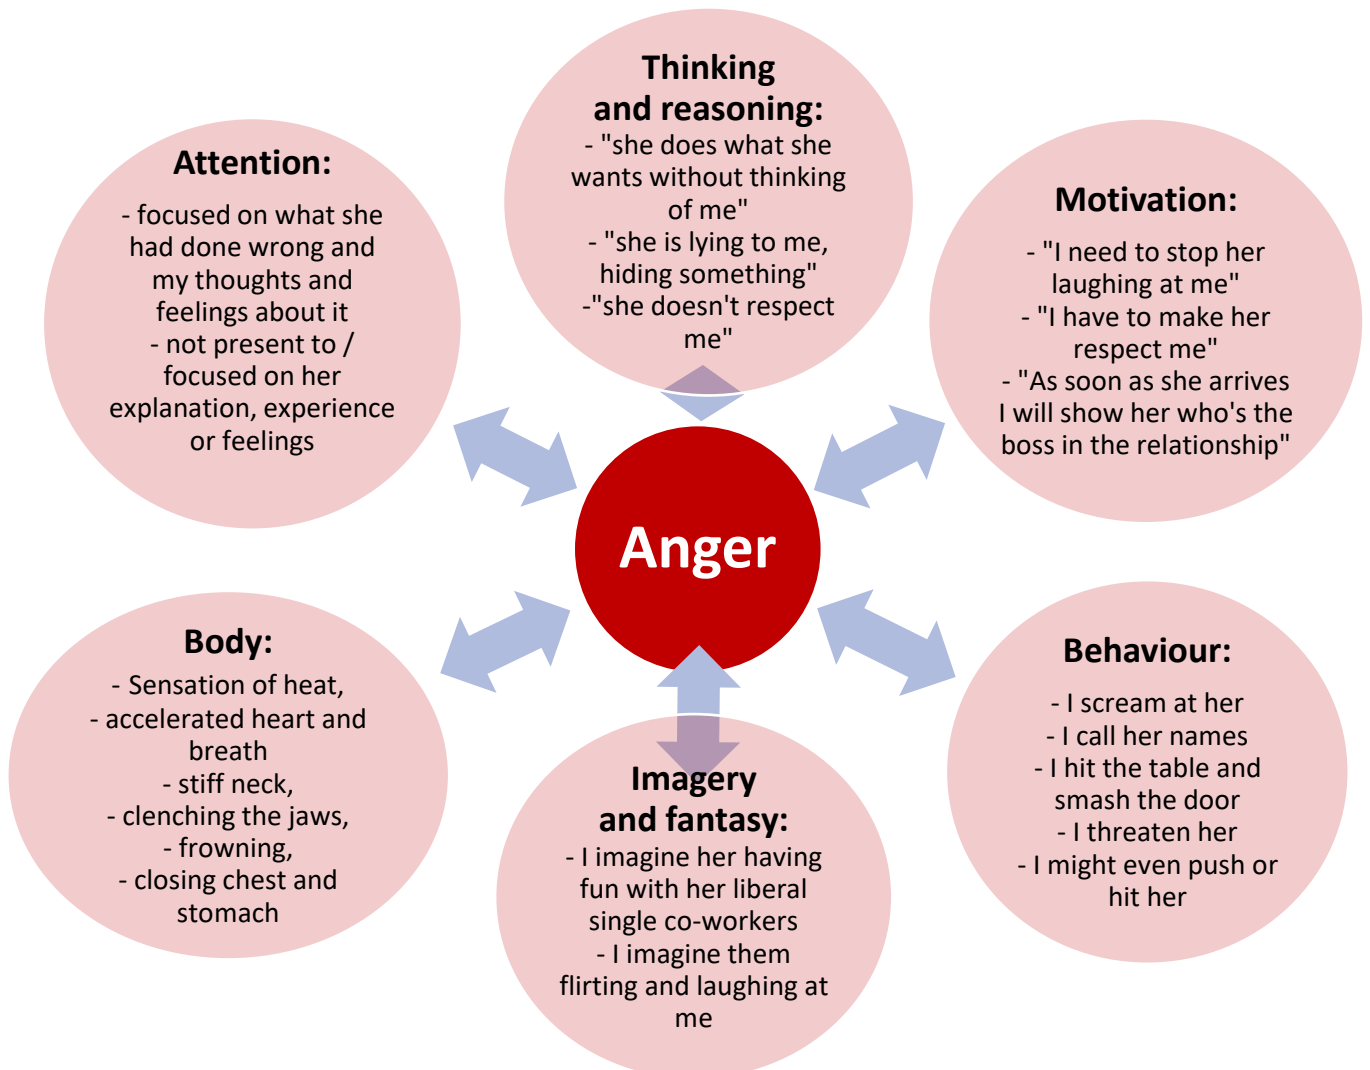 Thinking
and reasoning:
- "she does what she
wants without thinking
of me"
- "she is lying to me,
hiding something"
-"she doesn't respect
me"
Attention:
- focused on what she
had done wrong and
my thoughts and
feelings about it
- not present to /
focused on her
explanation, experience
or feelings
Motivation:
- "I need to stop her
laughing at me"
- "I have to make her
respect me"
- "As soon as she arrives
I will show her who's the
boss in the relationship"
Anger
Body:
- Sensation of heat,
- accelerated heart and
breath
- stiff neck,
- clenching the jaws,
- frowning,
- closing chest and
stomach
Imagery
and fantasy:
- I imagine her having
fun with her liberal
single co-workers
- I imagine them
flirting and laughing at
me
Behaviour:
- I scream at her
- I call her names
- I hit the table and
smash the door
- I threaten her
- I might even push or
hit her